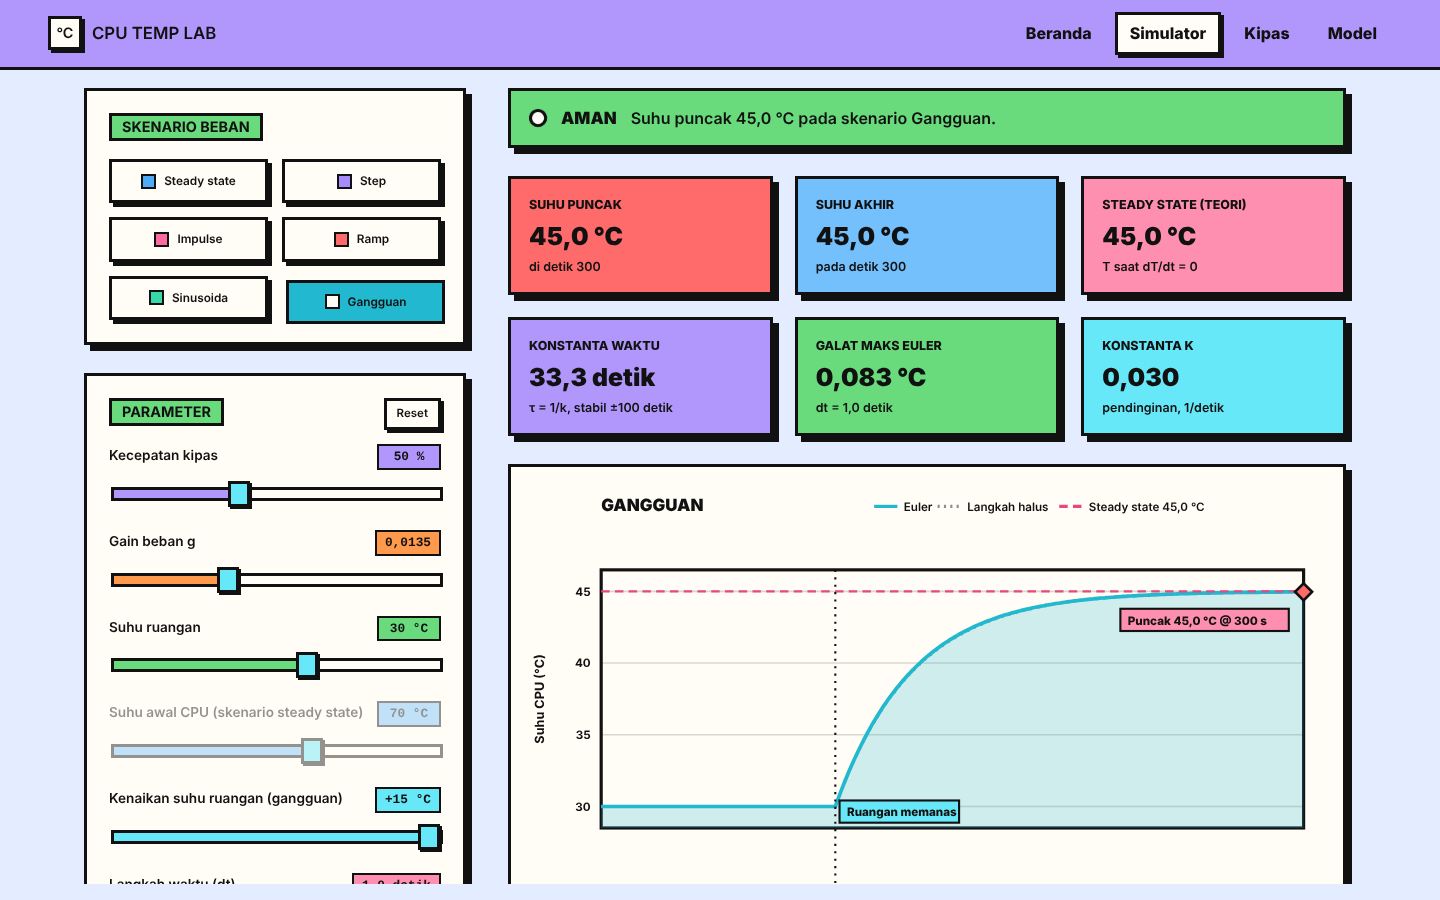 °C CPU TEMP LAB
Beranda Simulator Kipas Model
SKENARIO BEBAN
Steady state Step
Impulse Ramp
Sinusoida Gangguan
PARAMETER Reset
Kecepatan kipas 50 %
Gain beban g 0,0135
Suhu ruangan 30 °C
Suhu awal CPU (skenario steady state) 70 °C
Kenaikan suhu ruangan (gangguan) +15 °C
Langkah waktu (dt) 1,0 detik
AMAN Suhu puncak 45,0 °C pada skenario Gangguan.
SUHU PUNCAK
45,0 °C
di detik 300
SUHU AKHIR
45,0 °C
pada detik 300
STEADY STATE (TEORI)
45,0 °C
T saat dT/dt = 0
KONSTANTA WAKTU
33,3 detik
τ = 1/k, stabil ±100 detik
GALAT MAKS EULER
0,083 °C
dt = 1,0 detik
KONSTANTA K
0,030
pendinginan, 1/detik
GANGGUAN
Euler Langkah halus Steady state 45,0 °C
45
40
35
30
Suhu CPU (°C)
Puncak 45,0 °C @ 300 s
Ruangan memanas